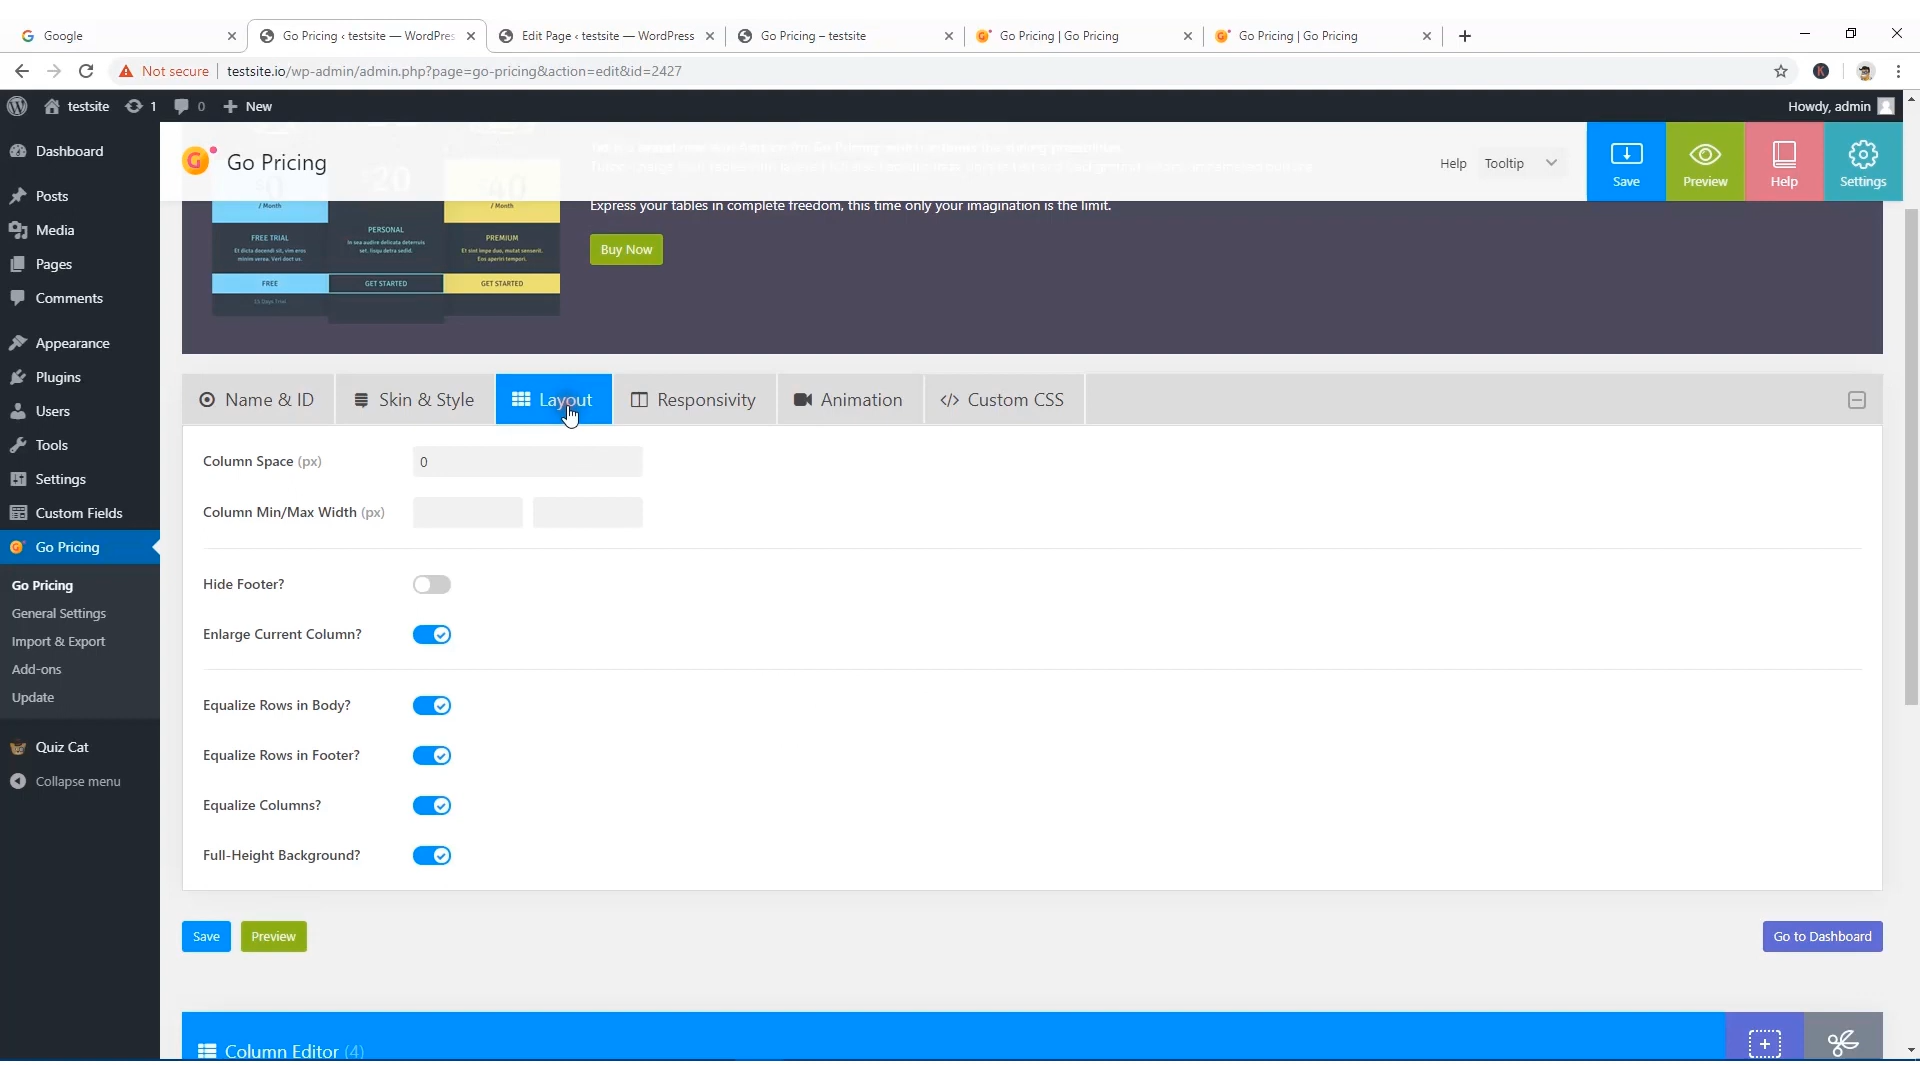 Google
Go Pricing ‹ testsite — WordPres
Edit Page ‹ testsite — WordPress
Go Pricing – testsite
Go Pricing | Go Pricing
Go Pricing | Go Pricing
Not secure
testsite.io/wp-admin/admin.php?page=go-pricing&action=edit&id=2427
testsite
1
0
New
Howdy, admin
Dashboard
Posts
Media
Pages
Comments
Appearance
Plugins
Users
Tools
Settings
Custom Fields
Go Pricing
Go Pricing
General Settings
Import & Export
Add-ons
Update
Quiz Cat
Collapse menu
Go Pricing
Help
Tooltip
Save
Preview
Help
Settings
/ Month
20
/ Month
FREE TRIAL
PERSONAL
PREMIUM
FREE
GET STARTED
GET STARTED
15 Days Trial
Express your tables in complete freedom, this time only your imagination is the limit.
Buy Now
Name & ID
Skin & Style
Layout
Responsivity
Animation
Custom CSS
Column Space (px)
0
Column Min/Max Width (px)
Hide Footer?
Enlarge Current Column?
Equalize Rows in Body?
Equalize Rows in Footer?
Equalize Columns?
Full-Height Background?
Save
Preview
Go to Dashboard
Column Editor (4)